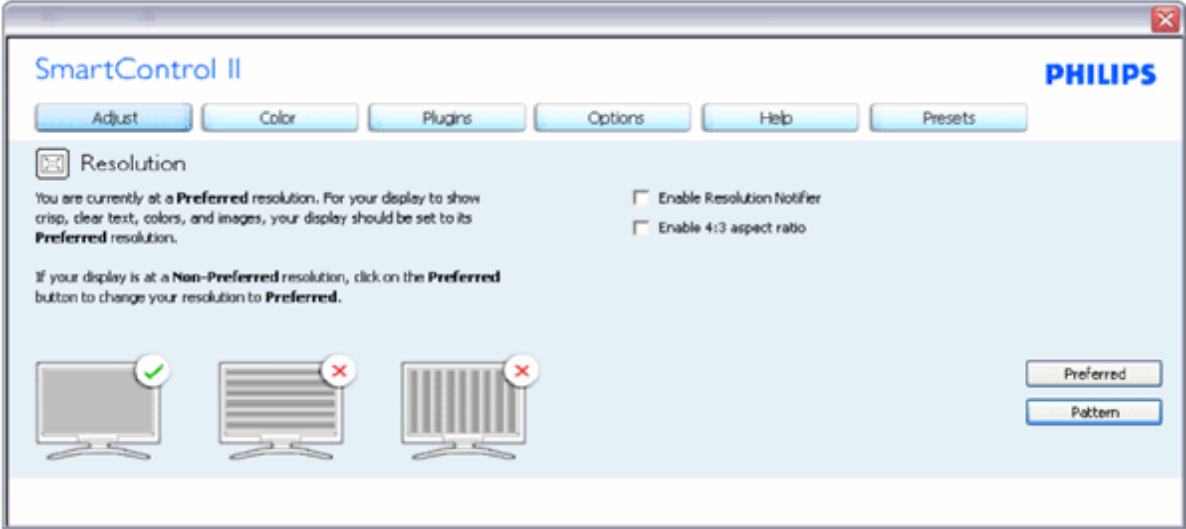 SmartControl II
PHILIPS
Adjust
Color
Plugins
Options
Help
Presets
Resolution
You are currently at a Preferred resolution. For your display to show
crisp, clear text, colors, and images, your display should be set to its
Preferred resolution.
If your display is at a Non-Preferred resolution, click on the Preferred
button to change your resolution to Preferred.
Enable Resolution Notifier
Enable 4:3 aspect ratio
Preferred
Pattern